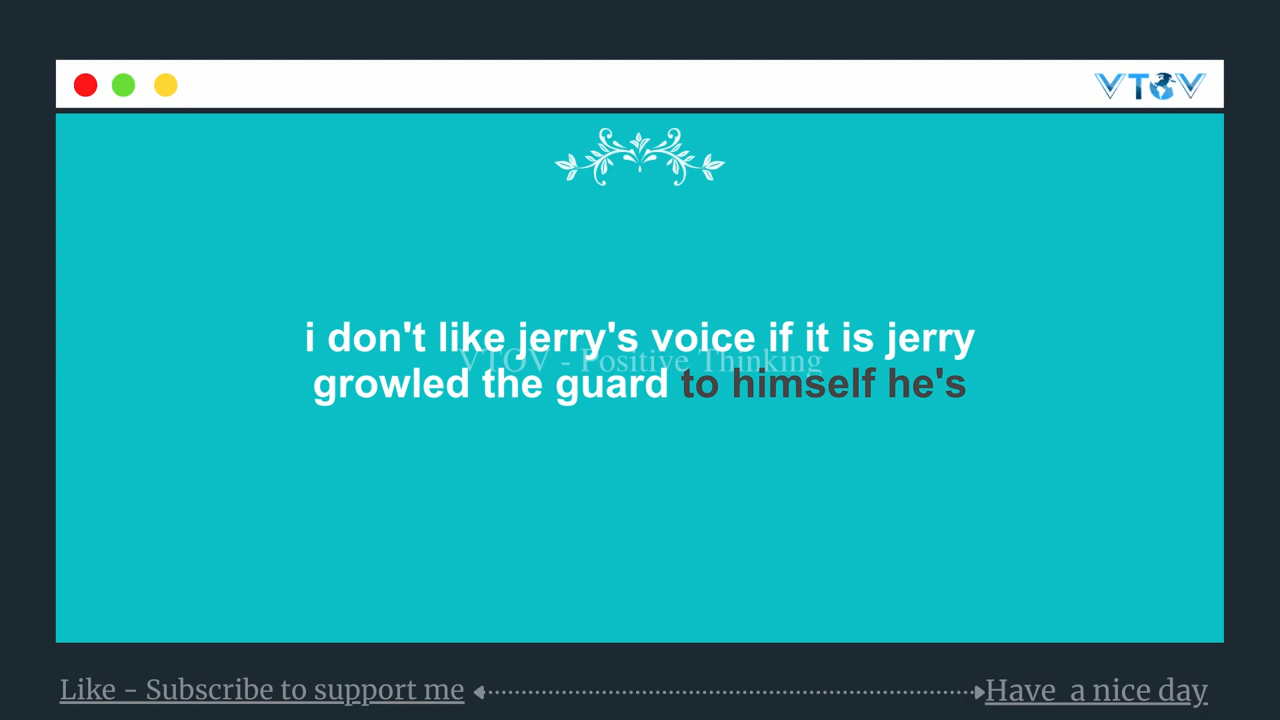 VTOV
i don't like jerry's voice if it is jerry
VTOV - Positive Thinking
growled the guard to himself he's
Like - Subscribe to support me
Have a nice day